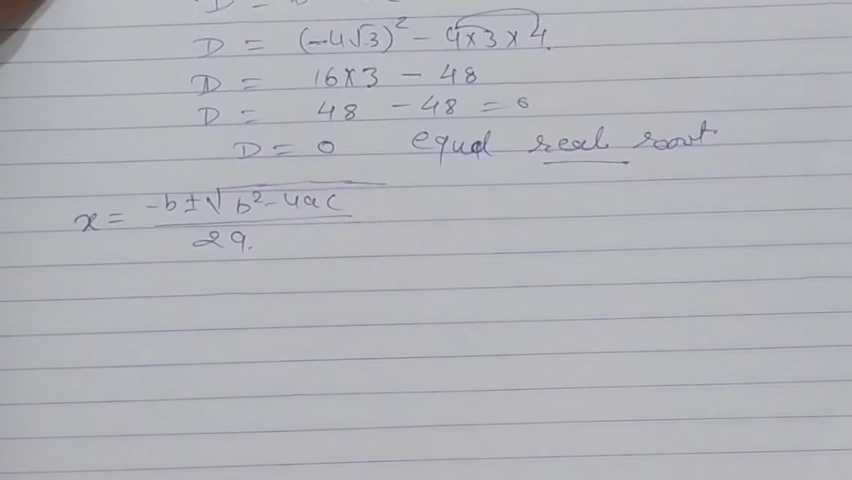 D = (-4√3)² - 4×3×4
D = 16×3 - 48
D = 48 - 48 = 0
D = 0 equal real root
x = -b±√b²-4ac
2a.